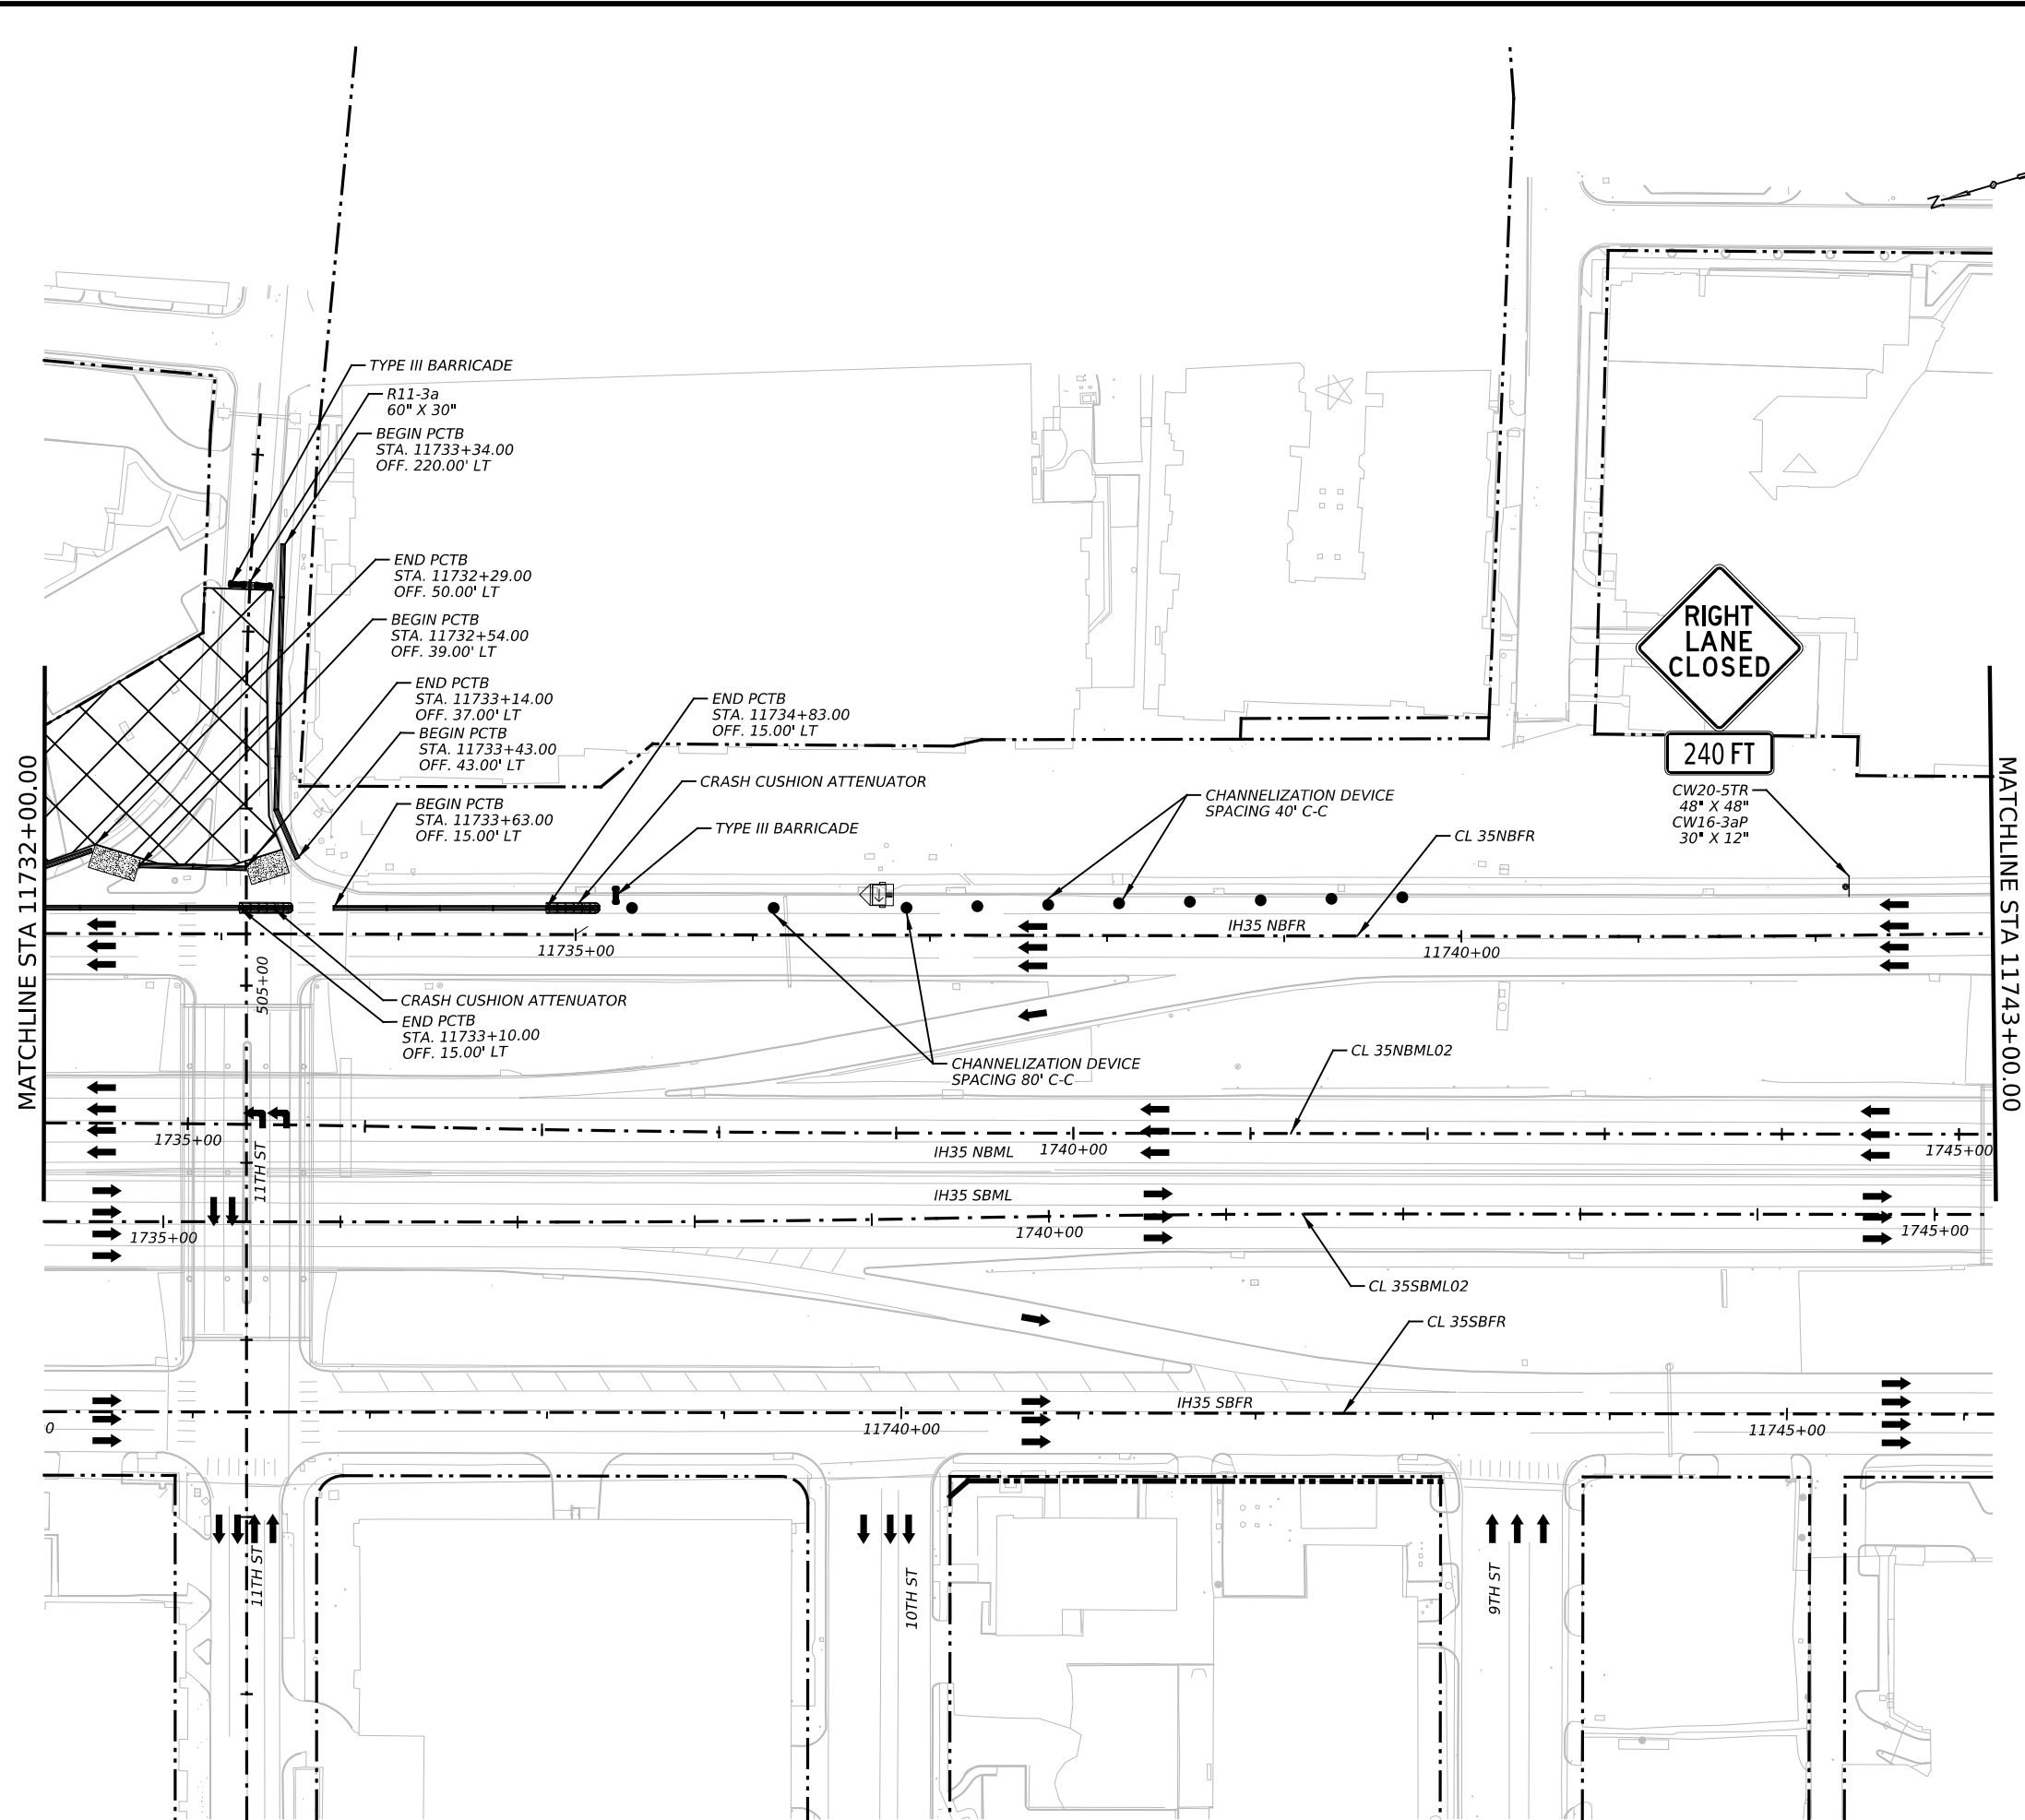 N
TYPE III BARRICADE
R11-3a
60" X 30"
BEGIN PCTB
STA. 11733+34.00
OFF. 220.00' LT
END PCTB
STA. 11732+29.00
OFF. 50.00' LT
BEGIN PCTB
STA. 11732+54.00
OFF. 39.00' LT
END PCTB
STA. 11733+14.00
OFF. 37.00' LT
BEGIN PCTB
STA. 11733+43.00
OFF. 43.00' LT
BEGIN PCTB
STA. 11733+63.00
OFF. 15.00' LT
END PCTB
STA. 11734+83.00
OFF. 15.00' LT
CRASH CUSHION ATTENUATOR
TYPE III BARRICADE
CHANNELIZATION DEVICE
SPACING 40' C-C
CL 35NBFR
RIGHT
LANE
CLOSED
240 FT
CW20-5TR
48" X 48"
CW16-3aP
30" X 12"
MATCHLINE STA 11732+00.00
MATCHLINE STA 11743+00.00
IH35 NBFR
11735+00
11740+00
505+00
CRASH CUSHION ATTENUATOR
END PCTB
STA. 11733+10.00
OFF. 15.00' LT
CHANNELIZATION DEVICE
SPACING 80' C-C
CL 35NBML02
1735+00
11TH ST
IH35 NBML
1740+00
1745+00
IH35 SBML
1735+00
1740+00
1745+00
CL 35SBML02
CL 35SBFR
IH35 SBFR
0
11740+00
11745+00
11TH ST
10TH ST
9TH ST